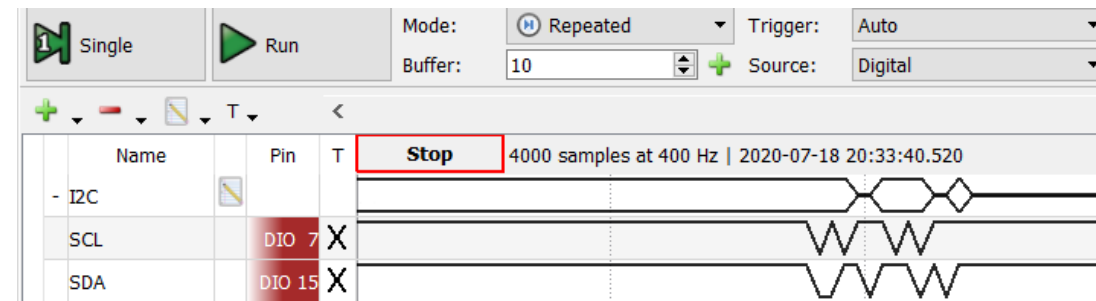 Single
Run
Mode: Repeated
Trigger: Auto
Buffer: 10
Source: Digital
T
<
Name Pin T Stop 4000 samples at 400 Hz | 2020-07-18 20:33:40.520
- I2C
SCL DIO 7 X
SDA DIO 15 X